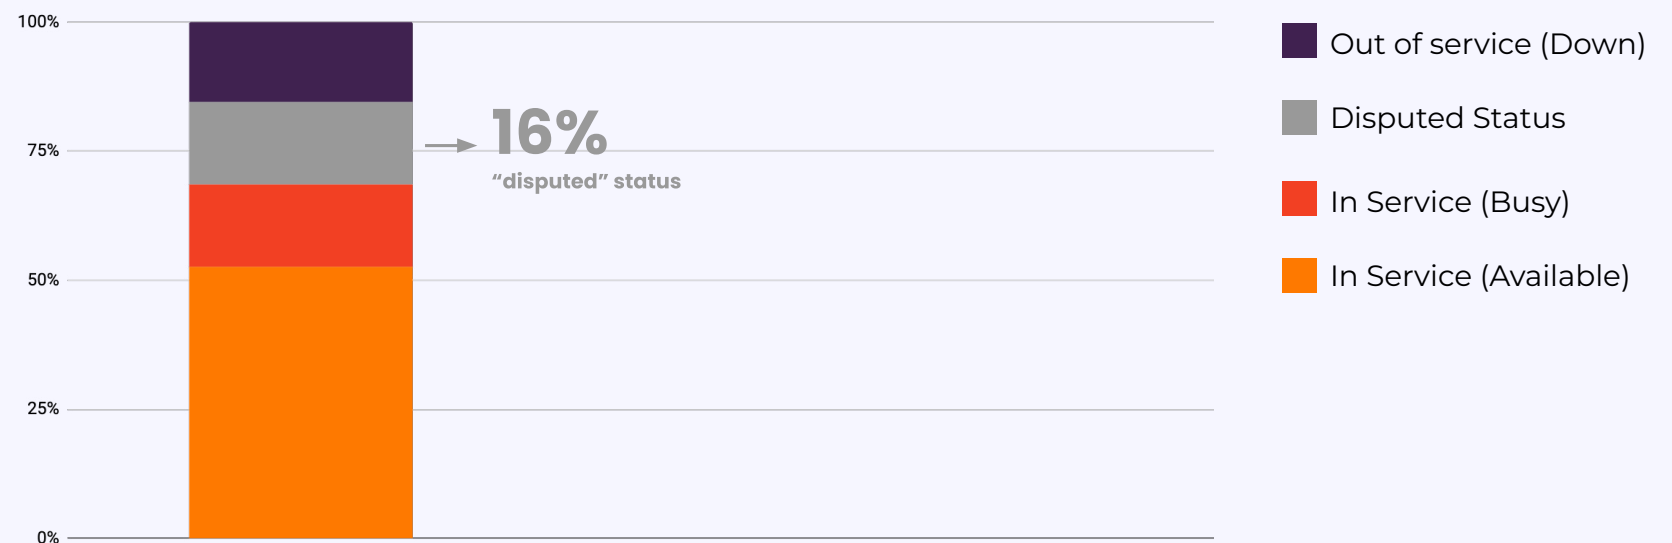 100%
75%
50%
25%
0%
16%
“disputed” status
Out of service (Down)
Disputed Status
In Service (Busy)
In Service (Available)